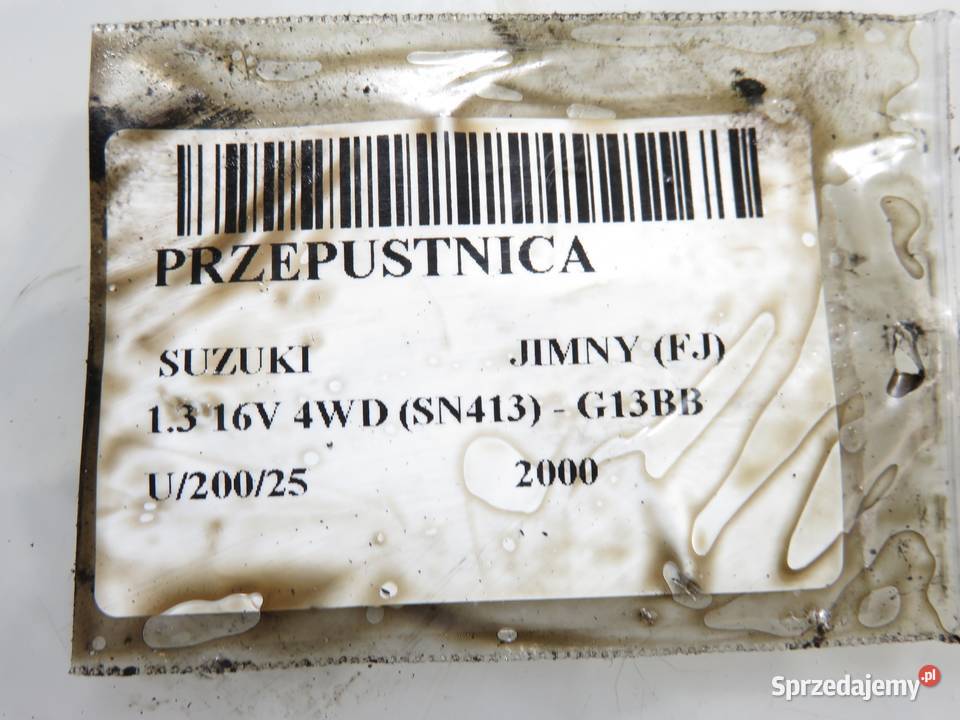 PRZEPUSTNICA
SUZUKI JIMNY (FJ)
1.3 16V 4WD (SN413) - G13BB
U/200/25 2000
Sprzedajemy.pl